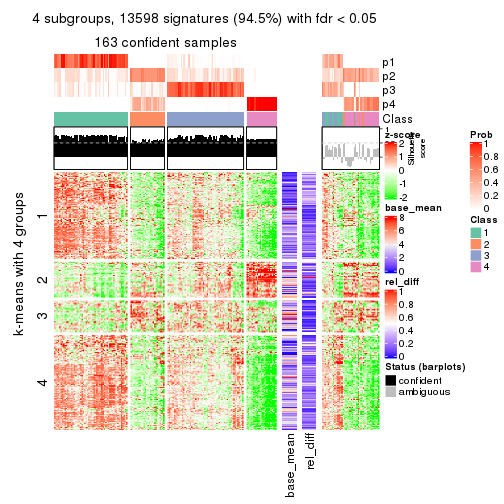 4 subgroups, 13598 signatures (94.5%) with fdr < 0.05
163 confident samples
p1
p2
p3
p4
Class
1
Silhouette
score
k-means with 4 groups
1
2
3
4
base_mean
rel_diff
z-score
2
1
0
-1
-2
base_mean
8
6
4
2
0
rel_diff
1
0.8
0.6
0.4
0.2
0
Status (barplots)
confident
ambiguous
Prob
1
0.8
0.6
0.4
0.2
0
Class
1
2
3
4